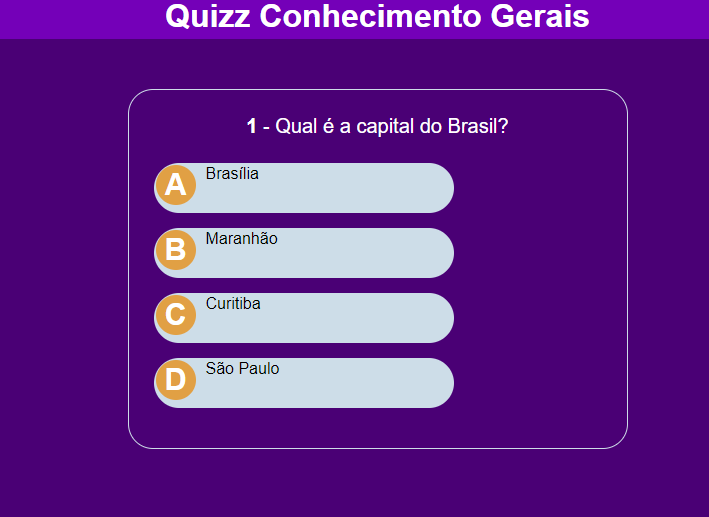 Quizz Conhecimento Gerais
1 - Qual é a capital do Brasil?
A Brasília
B Maranhão
C Curitiba
D São Paulo